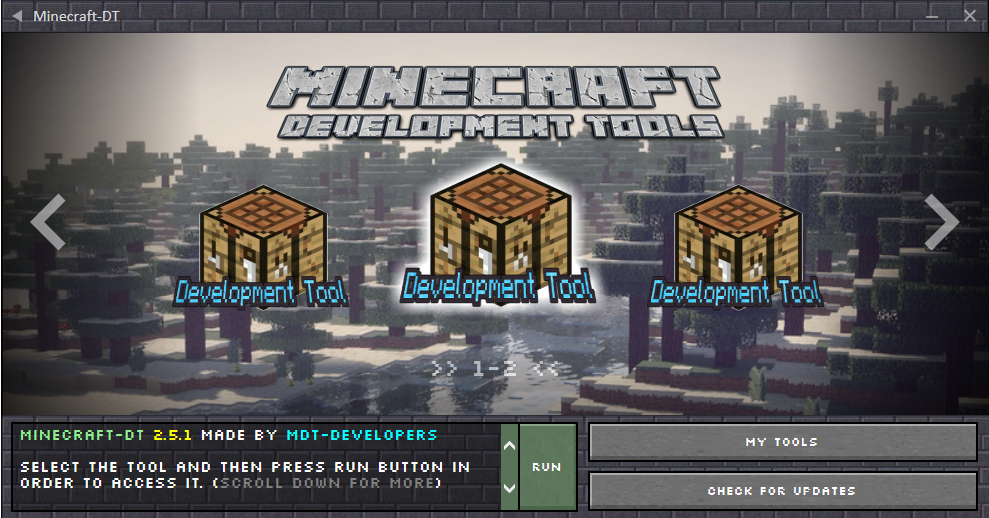 Minecraft-DT
MINECRAFT
DEVELOPMENT TOOLS
Development Tool
Development Tool
Development Tool
>> 1-2 <<
MINECRAFT-DT 2.5.1 MADE BY MDT-DEVELOPERS
SELECT THE TOOL AND THEN PRESS RUN BUTTON IN
ORDER TO ACCESS IT. (SCROLL DOWN FOR MORE)
RUN
MY TOOLS
CHECK FOR UPDATES